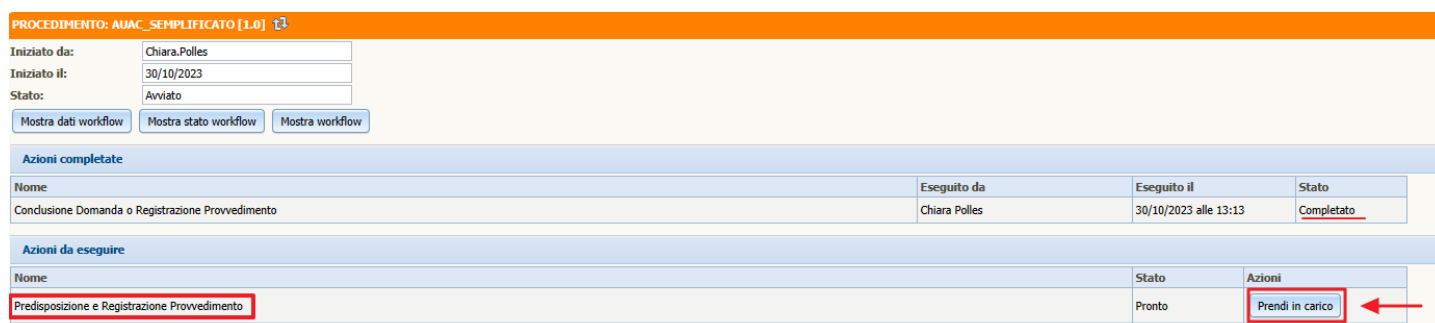 PROCEDIMENTO: AUAC_SEMPLIFICATO [1.0]
Iniziato da: Chiara.Polles
Iniziato il: 30/10/2023
Stato: Avviato
Mostra dati workflow Mostra stato workflow Mostra workflow
Azioni completate
Nome Eseguito da Eseguito il Stato
Conclusione Domanda o Registrazione Provvedimento Chiara Polles 30/10/2023 alle 13:13 Completato
Azioni da eseguire
Nome Stato Azioni
Predisposizione e Registrazione Provvedimento Pronto Prendi in carico